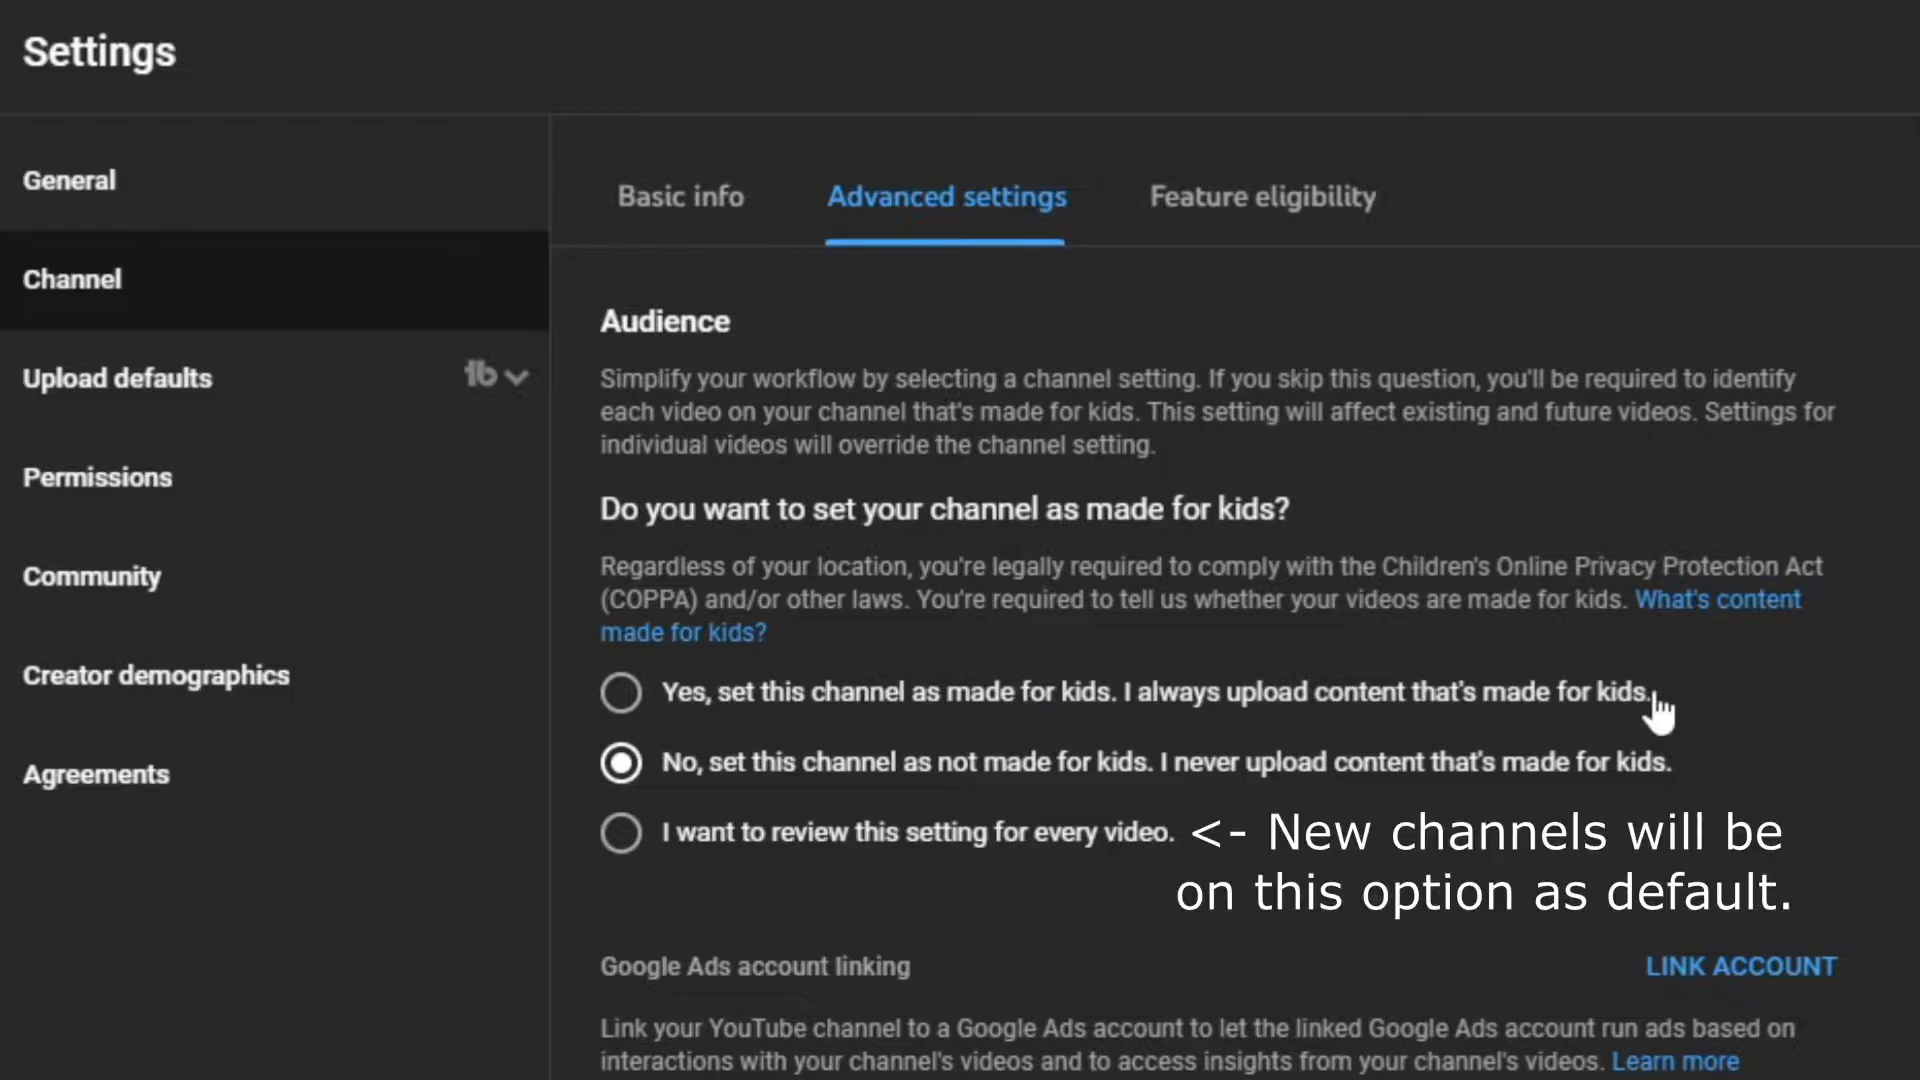 Settings
General
Channel
Upload defaults
Permissions
Community
Creator demographics
Agreements
Basic info
Advanced settings
Feature eligibility
Audience
Simplify your workflow by selecting a channel setting. If you skip this question, you'll be required to identify
each video on your channel that's made for kids. This setting will affect existing and future videos. Settings for
individual videos will override the channel setting.
Do you want to set your channel as made for kids?
Regardless of your location, you're legally required to comply with the Children's Online Privacy Protection Act
(COPPA) and/or other laws. You're required to tell us whether your videos are made for kids. What's content
made for kids?
Yes, set this channel as made for kids. I always upload content that's made for kids.
No, set this channel as not made for kids. I never upload content that's made for kids.
I want to review this setting for every video. <- New channels will be
on this option as default.
Google Ads account linking
LINK ACCOUNT
Link your YouTube channel to a Google Ads account to let the linked Google Ads account run ads based on
interactions with your channel's videos and to access insights from your channel's videos. Learn more